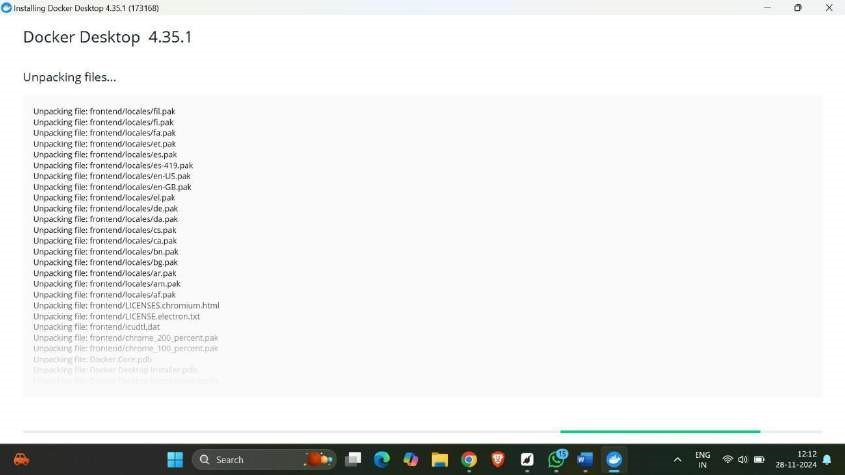 Installing Docker Desktop 4.35.1 (173168)
Docker Desktop 4.35.1
Unpacking files...
Unpacking file: frontend/locales/fil.pak
Unpacking file: frontend/locales/fi.pak
Unpacking file: frontend/locales/fa.pak
Unpacking file: frontend/locales/et.pak
Unpacking file: frontend/locales/es.pak
Unpacking file: frontend/locales/es-419.pak
Unpacking file: frontend/locales/en-US.pak
Unpacking file: frontend/locales/en-GB.pak
Unpacking file: frontend/locales/el.pak
Unpacking file: frontend/locales/de.pak
Unpacking file: frontend/locales/da.pak
Unpacking file: frontend/locales/cs.pak
Unpacking file: frontend/locales/ca.pak
Unpacking file: frontend/locales/bn.pak
Unpacking file: frontend/locales/bg.pak
Unpacking file: frontend/locales/ar.pak
Unpacking file: frontend/locales/am.pak
Unpacking file: frontend/locales/af.pak
Unpacking file: frontend/LICENSES.chromium.html
Unpacking file: frontend/LICENSE.electron.txt
Unpacking file: frontend/icudtl.dat
Unpacking file: frontend/chrome_200_percent.pak
Unpacking file: frontend/chrome_100_percent.pak
Unpacking file: Docker.Core.pdb
Unpacking file: Docker Desktop Installer.pdb
Search
15
ENG
IN
12:12
28-11-2024